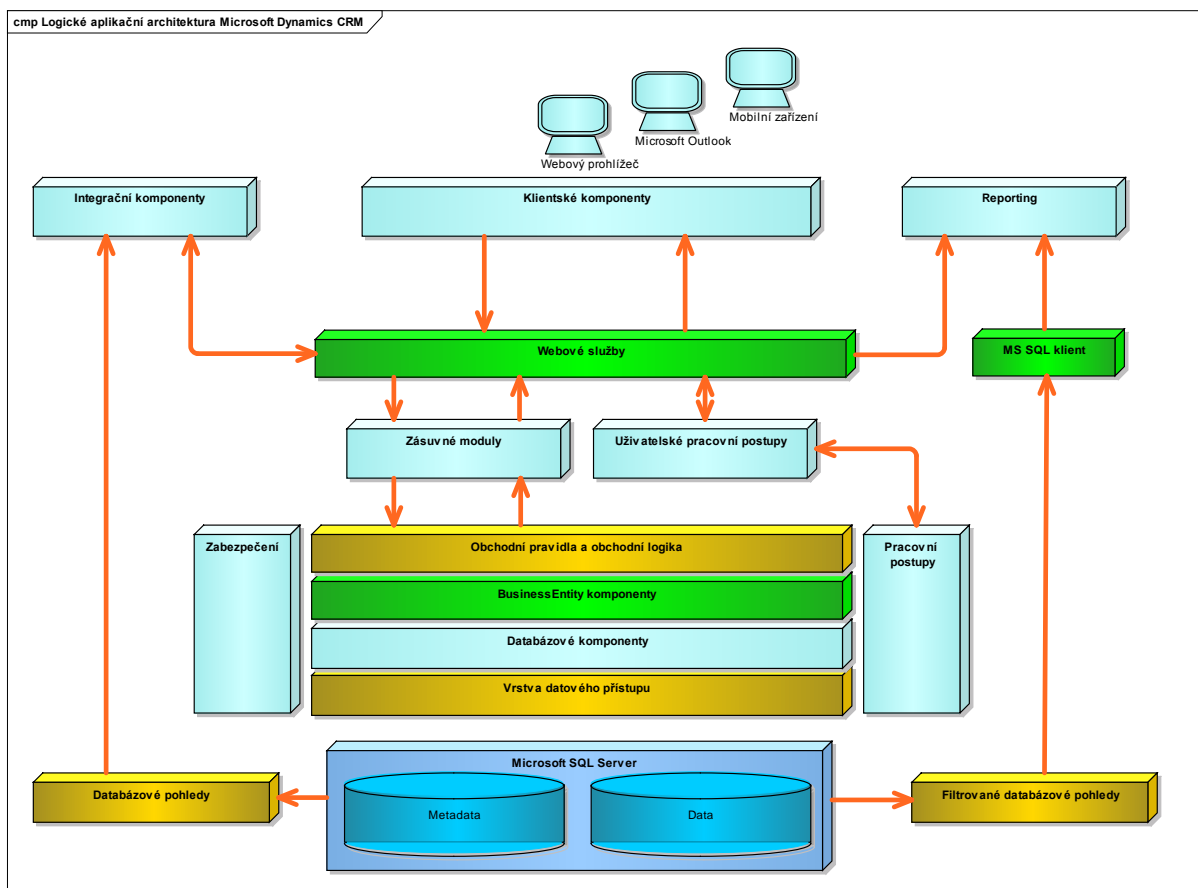 cmp Logické aplikační architektura Microsoft Dynamics CRM
Mobilní zařízení
Microsoft Outlook
Webový prohlížeč
Integrační komponenty
Klientské komponenty
Reporting
Webové služby
MS SQL klient
Zásuvné moduly
Uživatelské pracovní postupy
Zabezpečení
Obchodní pravidla a obchodní logika
Pracovní
postupy
BusinessEntity komponenty
Databázové komponenty
Vrstva datového přístupu
Microsoft SQL Server
Databázové pohledy
Metadata
Data
Filtrované databázové pohledy